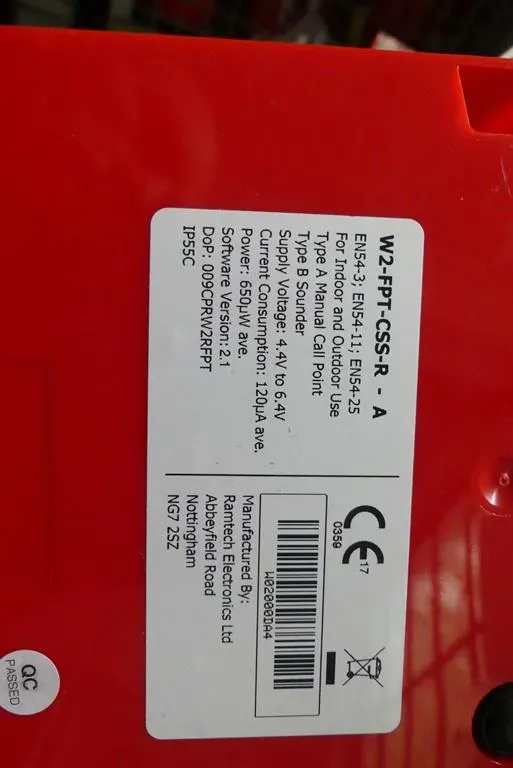 W2-FPT-CSS-R - A
EN54-3; EN54-11; EN54-25
For Indoor and Outdoor Use
Type A Manual Call Point
Type B Sounder
Supply Voltage: 4.4V to 6.4V
Current Consumption: 120µA ave.
Power: 650µW ave.
Software Version: 2.1
DoP: 009CPRW2RFPT
IP55C
CE 17
0359
W02000DA4
Manufactured By:
Ramtech Electronics Ltd
Abbeyfield Road
Nottingham
NG7 2SZ
QC
PASSED